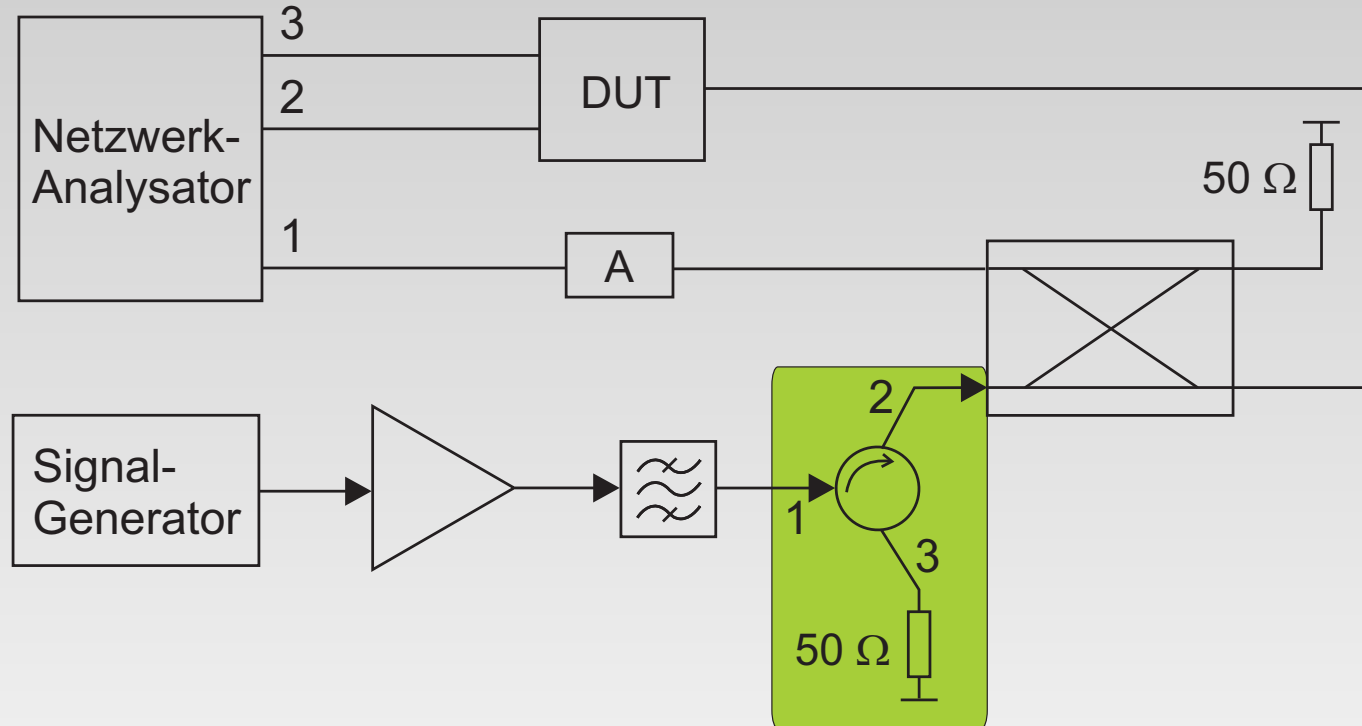 3
DUT
2
Netzwerk-
Analysator
50 Ω
1
A
2
Signal-
Generator
1
3
50 Ω